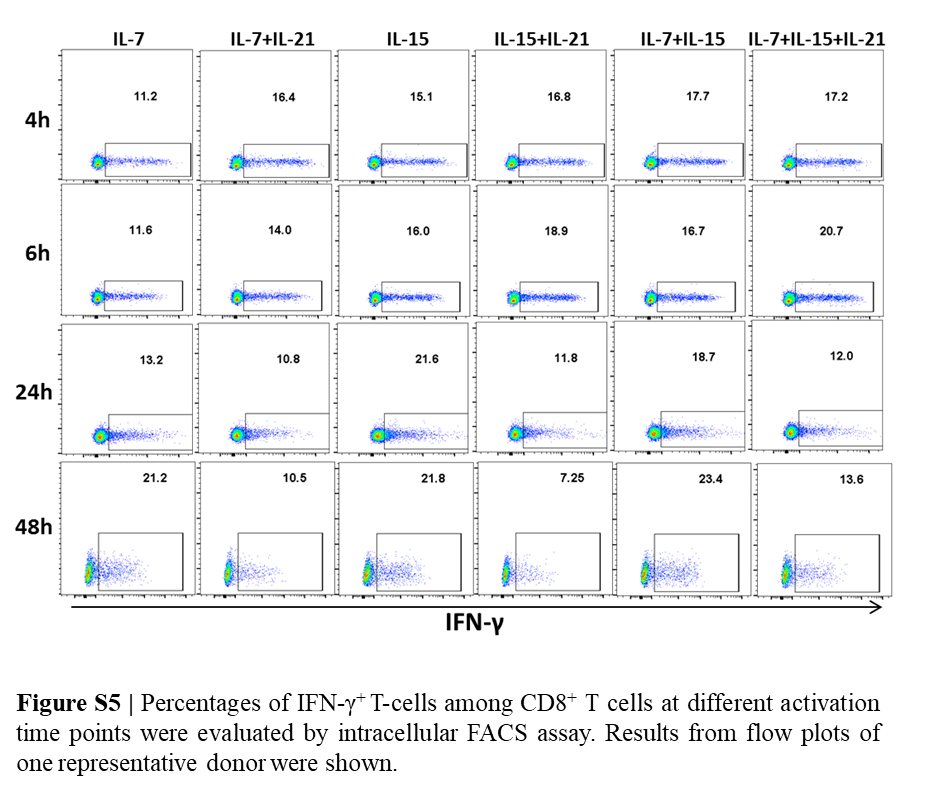 IL-7 IL-7+IL-21 IL-15 IL-15+IL-21 IL-7+IL-15 IL-7+IL-15+IL-21
4h 11.2 16.4 15.1 16.8 17.7 17.2
6h 11.6 14.0 16.0 18.9 16.7 20.7
24h 13.2 10.8 21.6 11.8 18.7 12.0
48h 21.2 10.5 21.8 7.25 23.4 13.6
IFN-γ
Figure S5 | Percentages of IFN-γ⁺ T-cells among CD8⁺ T cells at different activation
time points were evaluated by intracellular FACS assay. Results from flow plots of
one representative donor were shown.